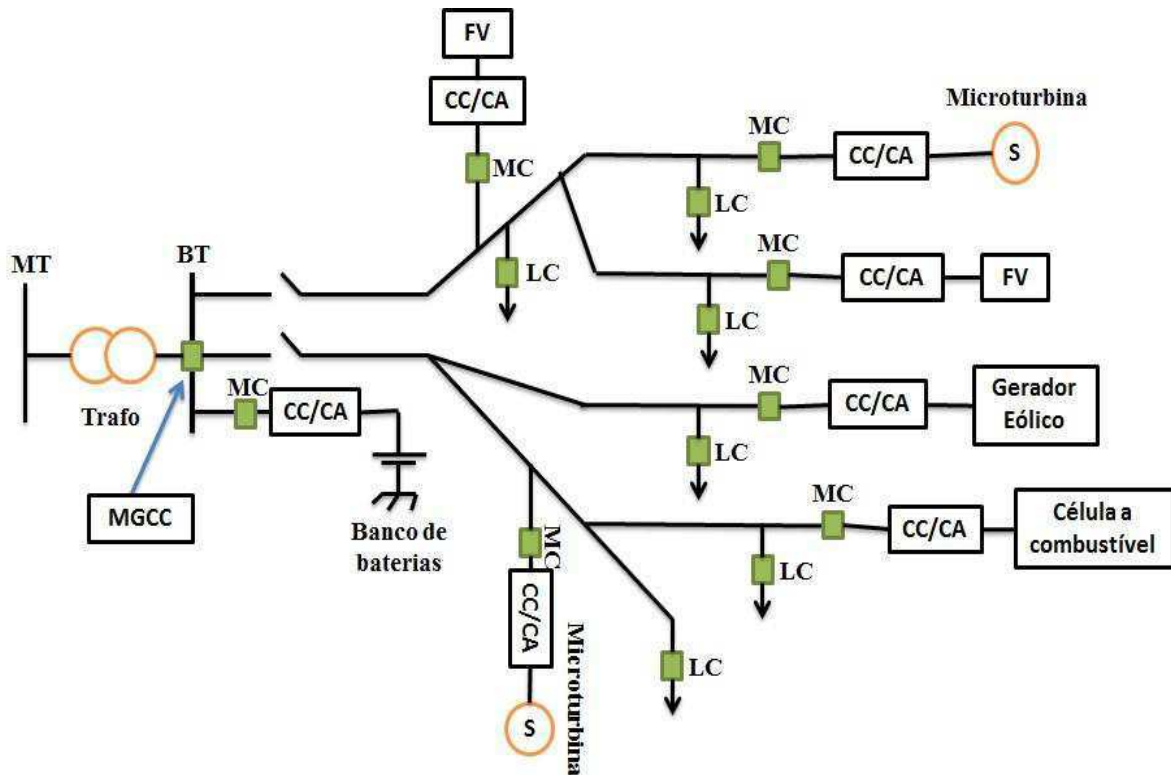 FV
CC/CA
MC
Microturbina
MC
CC/CA
S
LC
MC
CC/CA
FV
LC
LC
MT
BT
Trafo
MC
CC/CA
MGCC
Banco de
baterias
MC
CC/CA
Gerador
Eólico
LC
MC
CC/CA
Célula a
combustível
LC
MC
CC/CA
Microturbina
S
LC